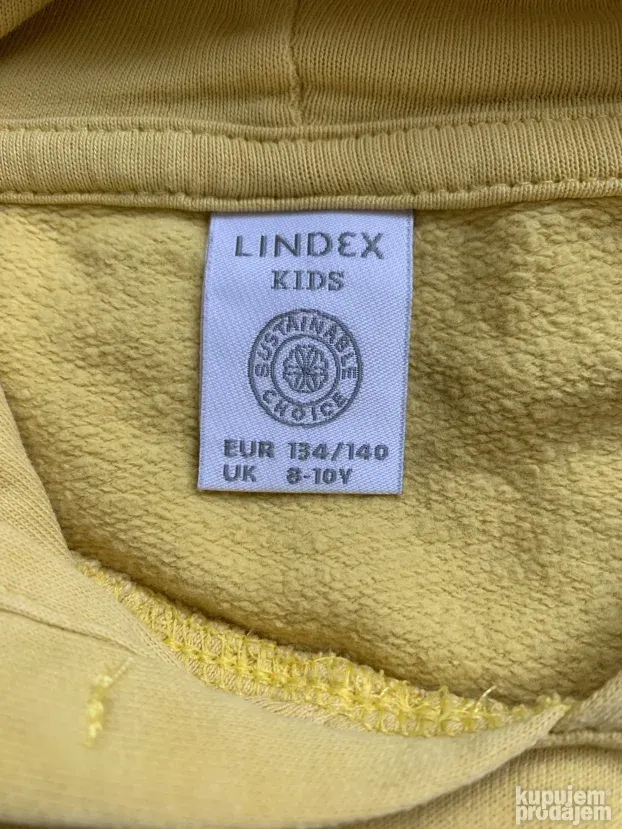 LINDEX
KIDS
SUSTAINABLE
CHOICE
EUR 134/140
UK 8-10Y
kupujem
prodajem